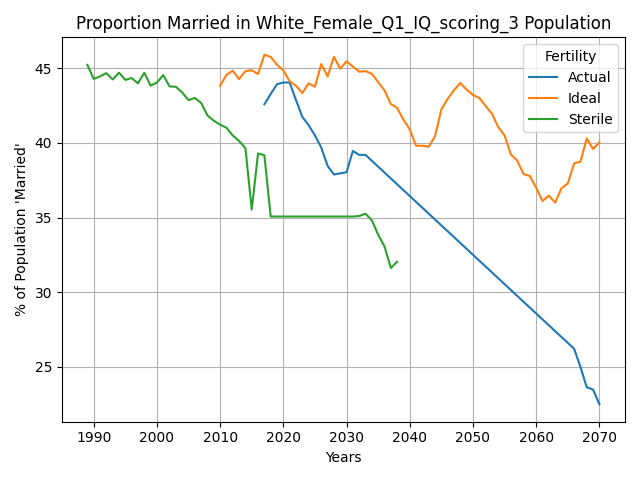 Proportion Married in White_Female_Q1_IQ_scoring_3 Population
Fertility
Actual
Ideal
Sterile
% of Population 'Married'
45
40
35
30
25
1990 2000 2010 2020 2030 2040 2050 2060 2070
Years